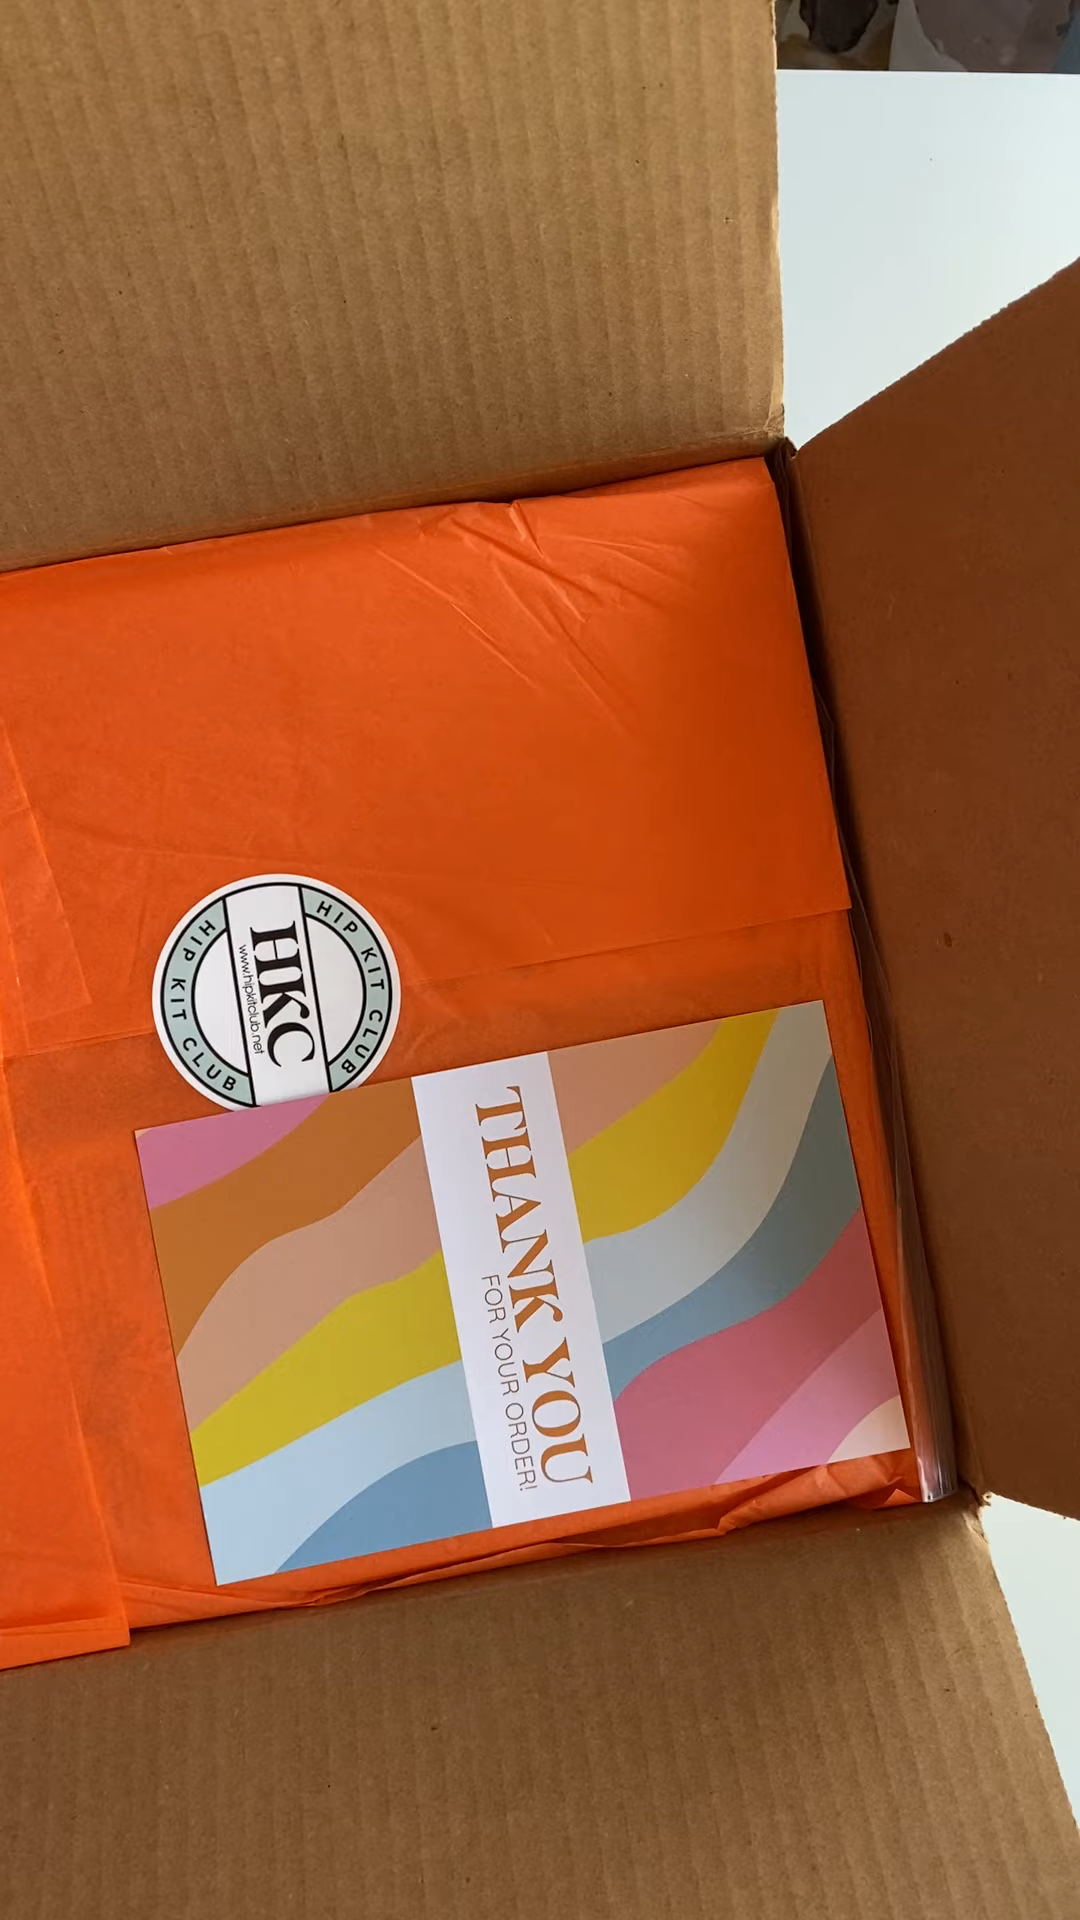 HIP KIT CLUB
HKC
www.hipkitclub.net
HIP KIT CLUB
THANK YOU
FOR YOUR ORDER!